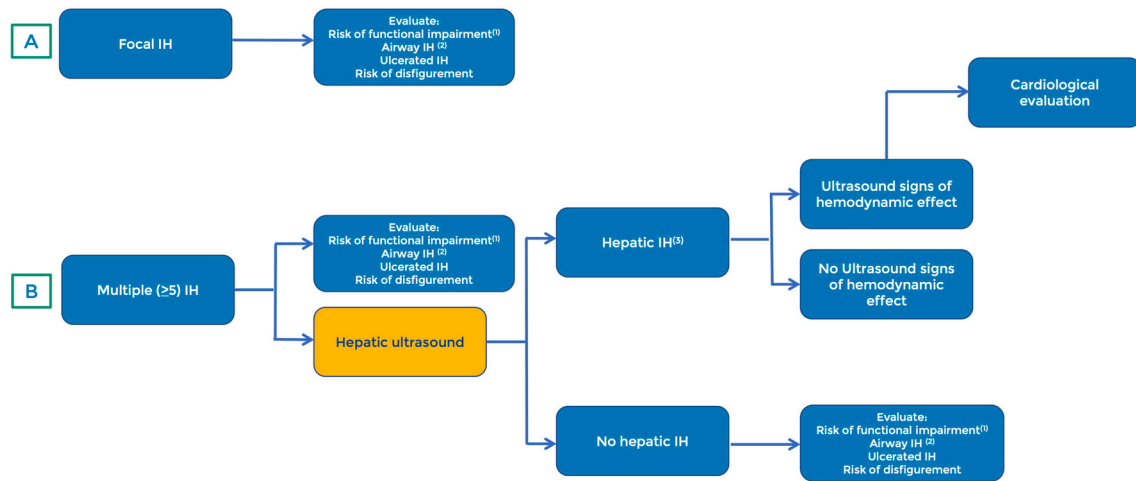 A
Focal IH
Evaluate:
Risk of functional impairment(1)
Airway IH (2)
Ulcerated IH
Risk of disfigurement
Cardiological
evaluation
Ultrasound signs of
hemodynamic effect
B
Multiple (≥5) IH
Evaluate:
Risk of functional impairment(1)
Airway IH (2)
Ulcerated IH
Risk of disfigurement
Hepatic ultrasound
Hepatic IH(3)
No Ultrasound signs
of hemodynamic
effect
No hepatic IH
Evaluate:
Risk of functional impairment(1)
Airway IH (2)
Ulcerated IH
Risk of disfigurement